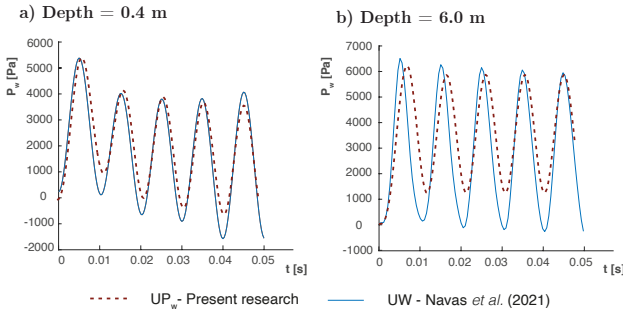 a) Depth = 0.4 m
b) Depth = 6.0 m
P_w [Pa]
6000
5000
4000
3000
2000
1000
0
-1000
-2000
0 0.01 0.02 0.03 0.04 0.05
t [s]
P_w [Pa]
7000
6000
5000
4000
3000
2000
1000
0
1000
0 0.01 0.02 0.03 0.04 0.05
t [s]
UP_w- Present research
UW - Navas et al. (2021)